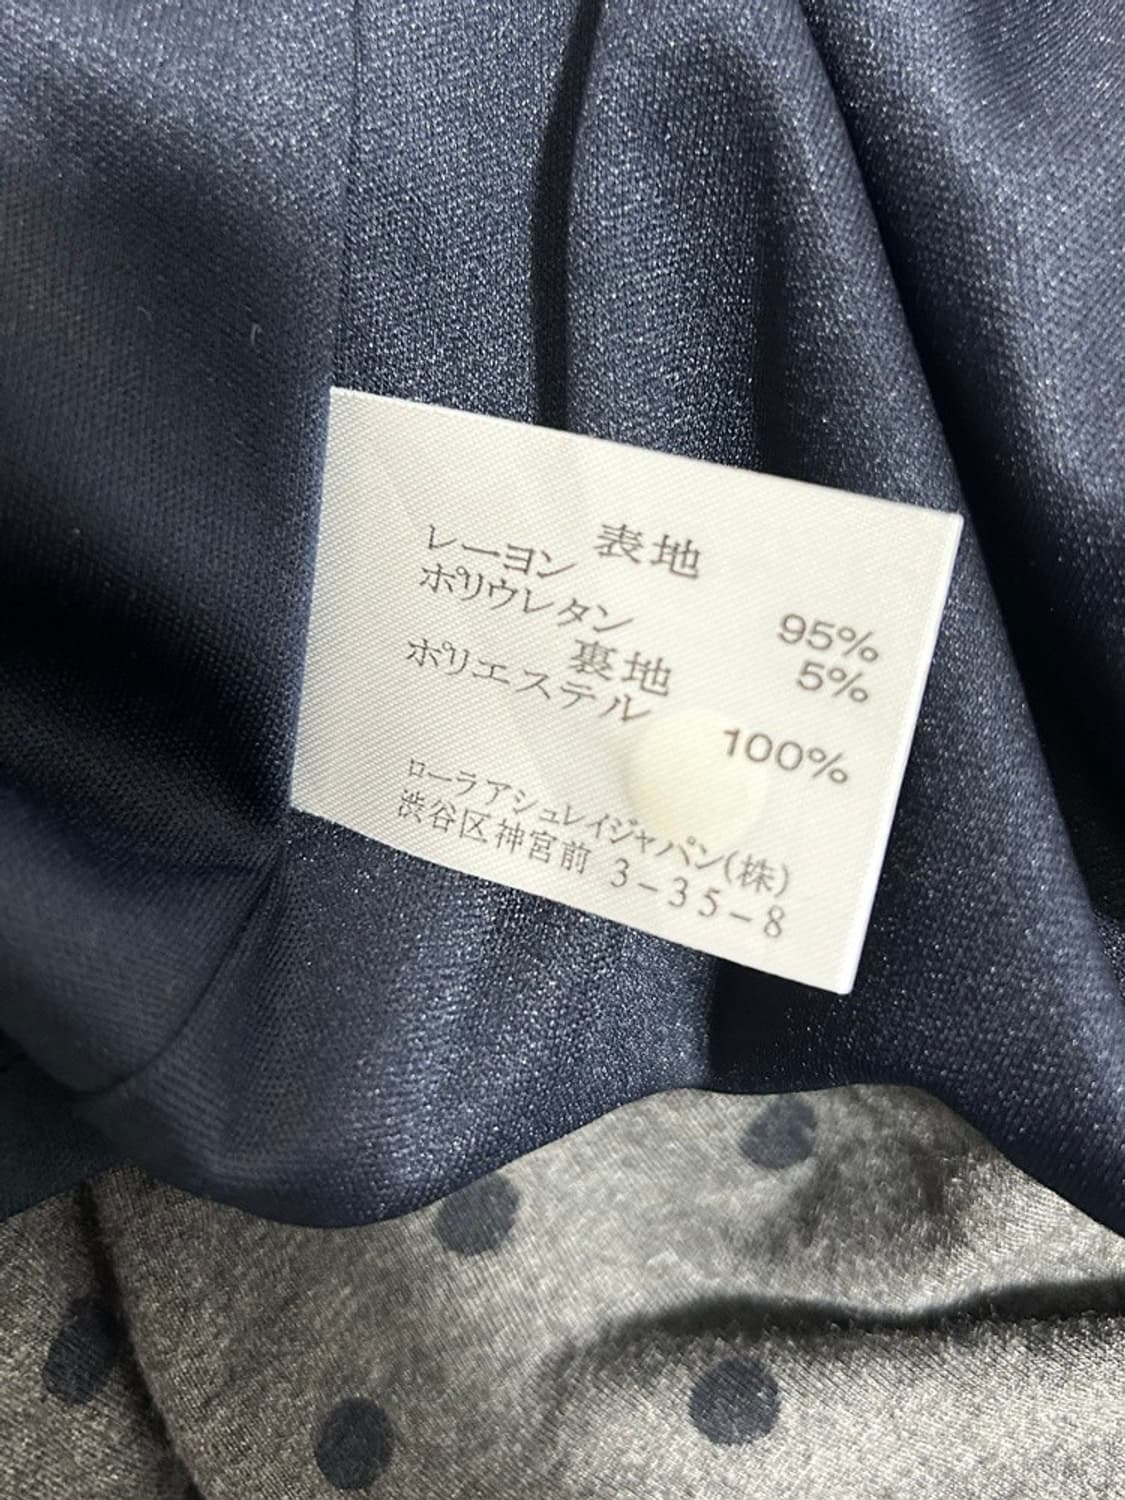 表地
レーヨン 95%
ポリウレタン 5%
裏地
ポリエステル 100%
ローラアシュレイジャパン(株)
渋谷区神宮前 3-35-8